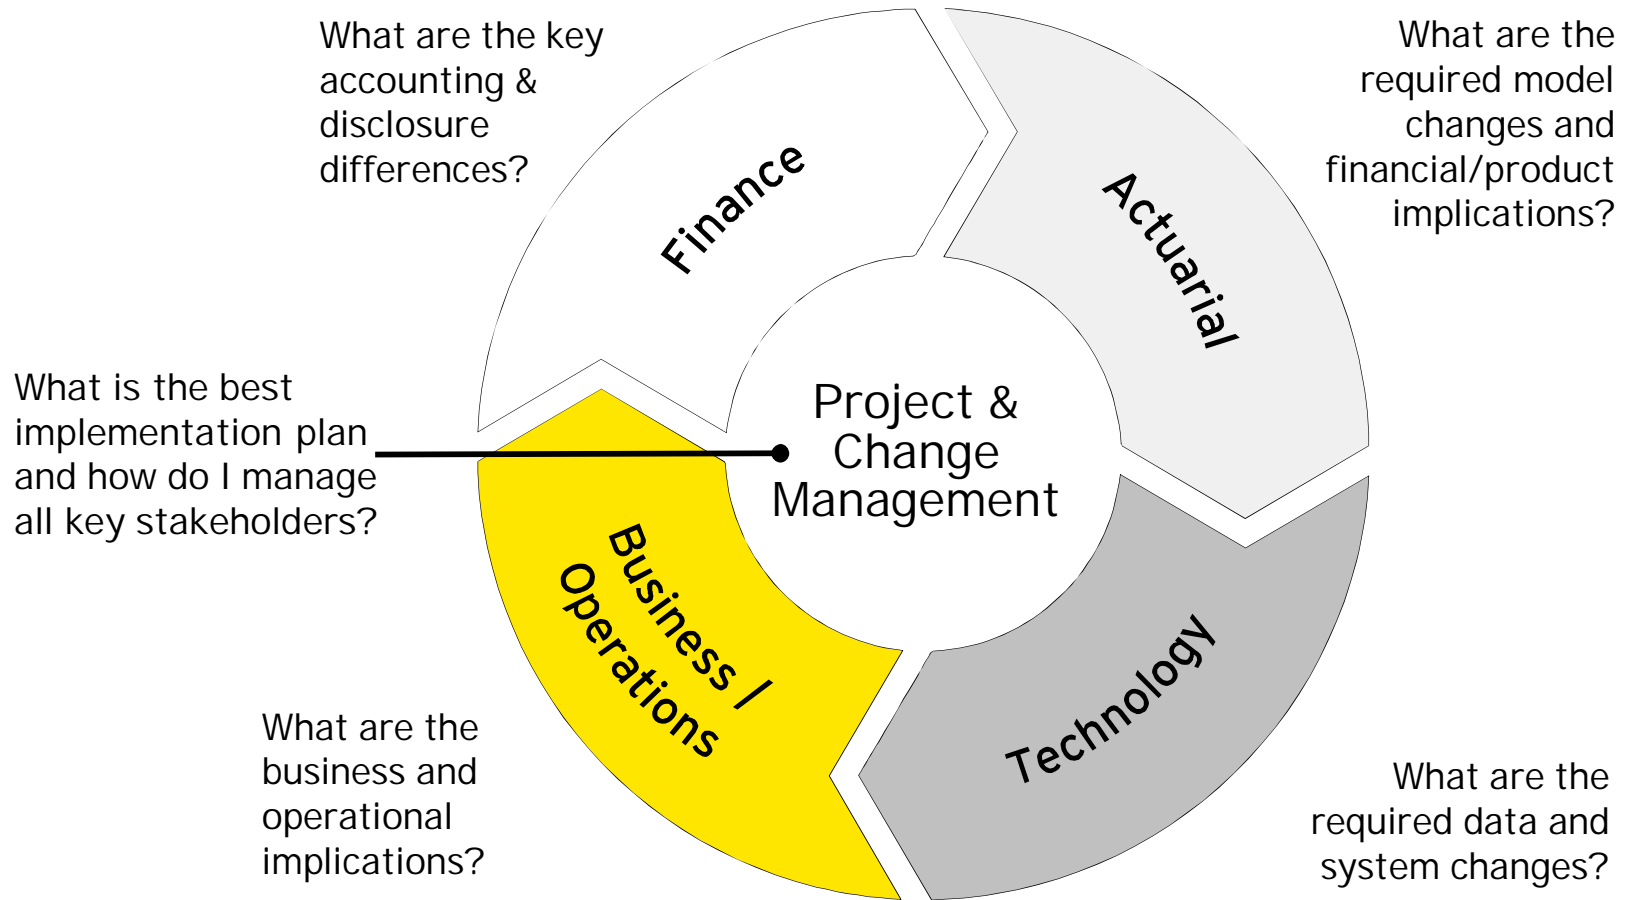 What are the key
accounting &
disclosure
differences?
What are the
required model
changes and
financial/product
implications?
Finance
Actuarial
What is the best
implementation plan
and how do I manage
all key stakeholders?
Project &
Change
Management
Business /
Operations
Technology
What are the
business and
operational
implications?
What are the
required data and
system changes?